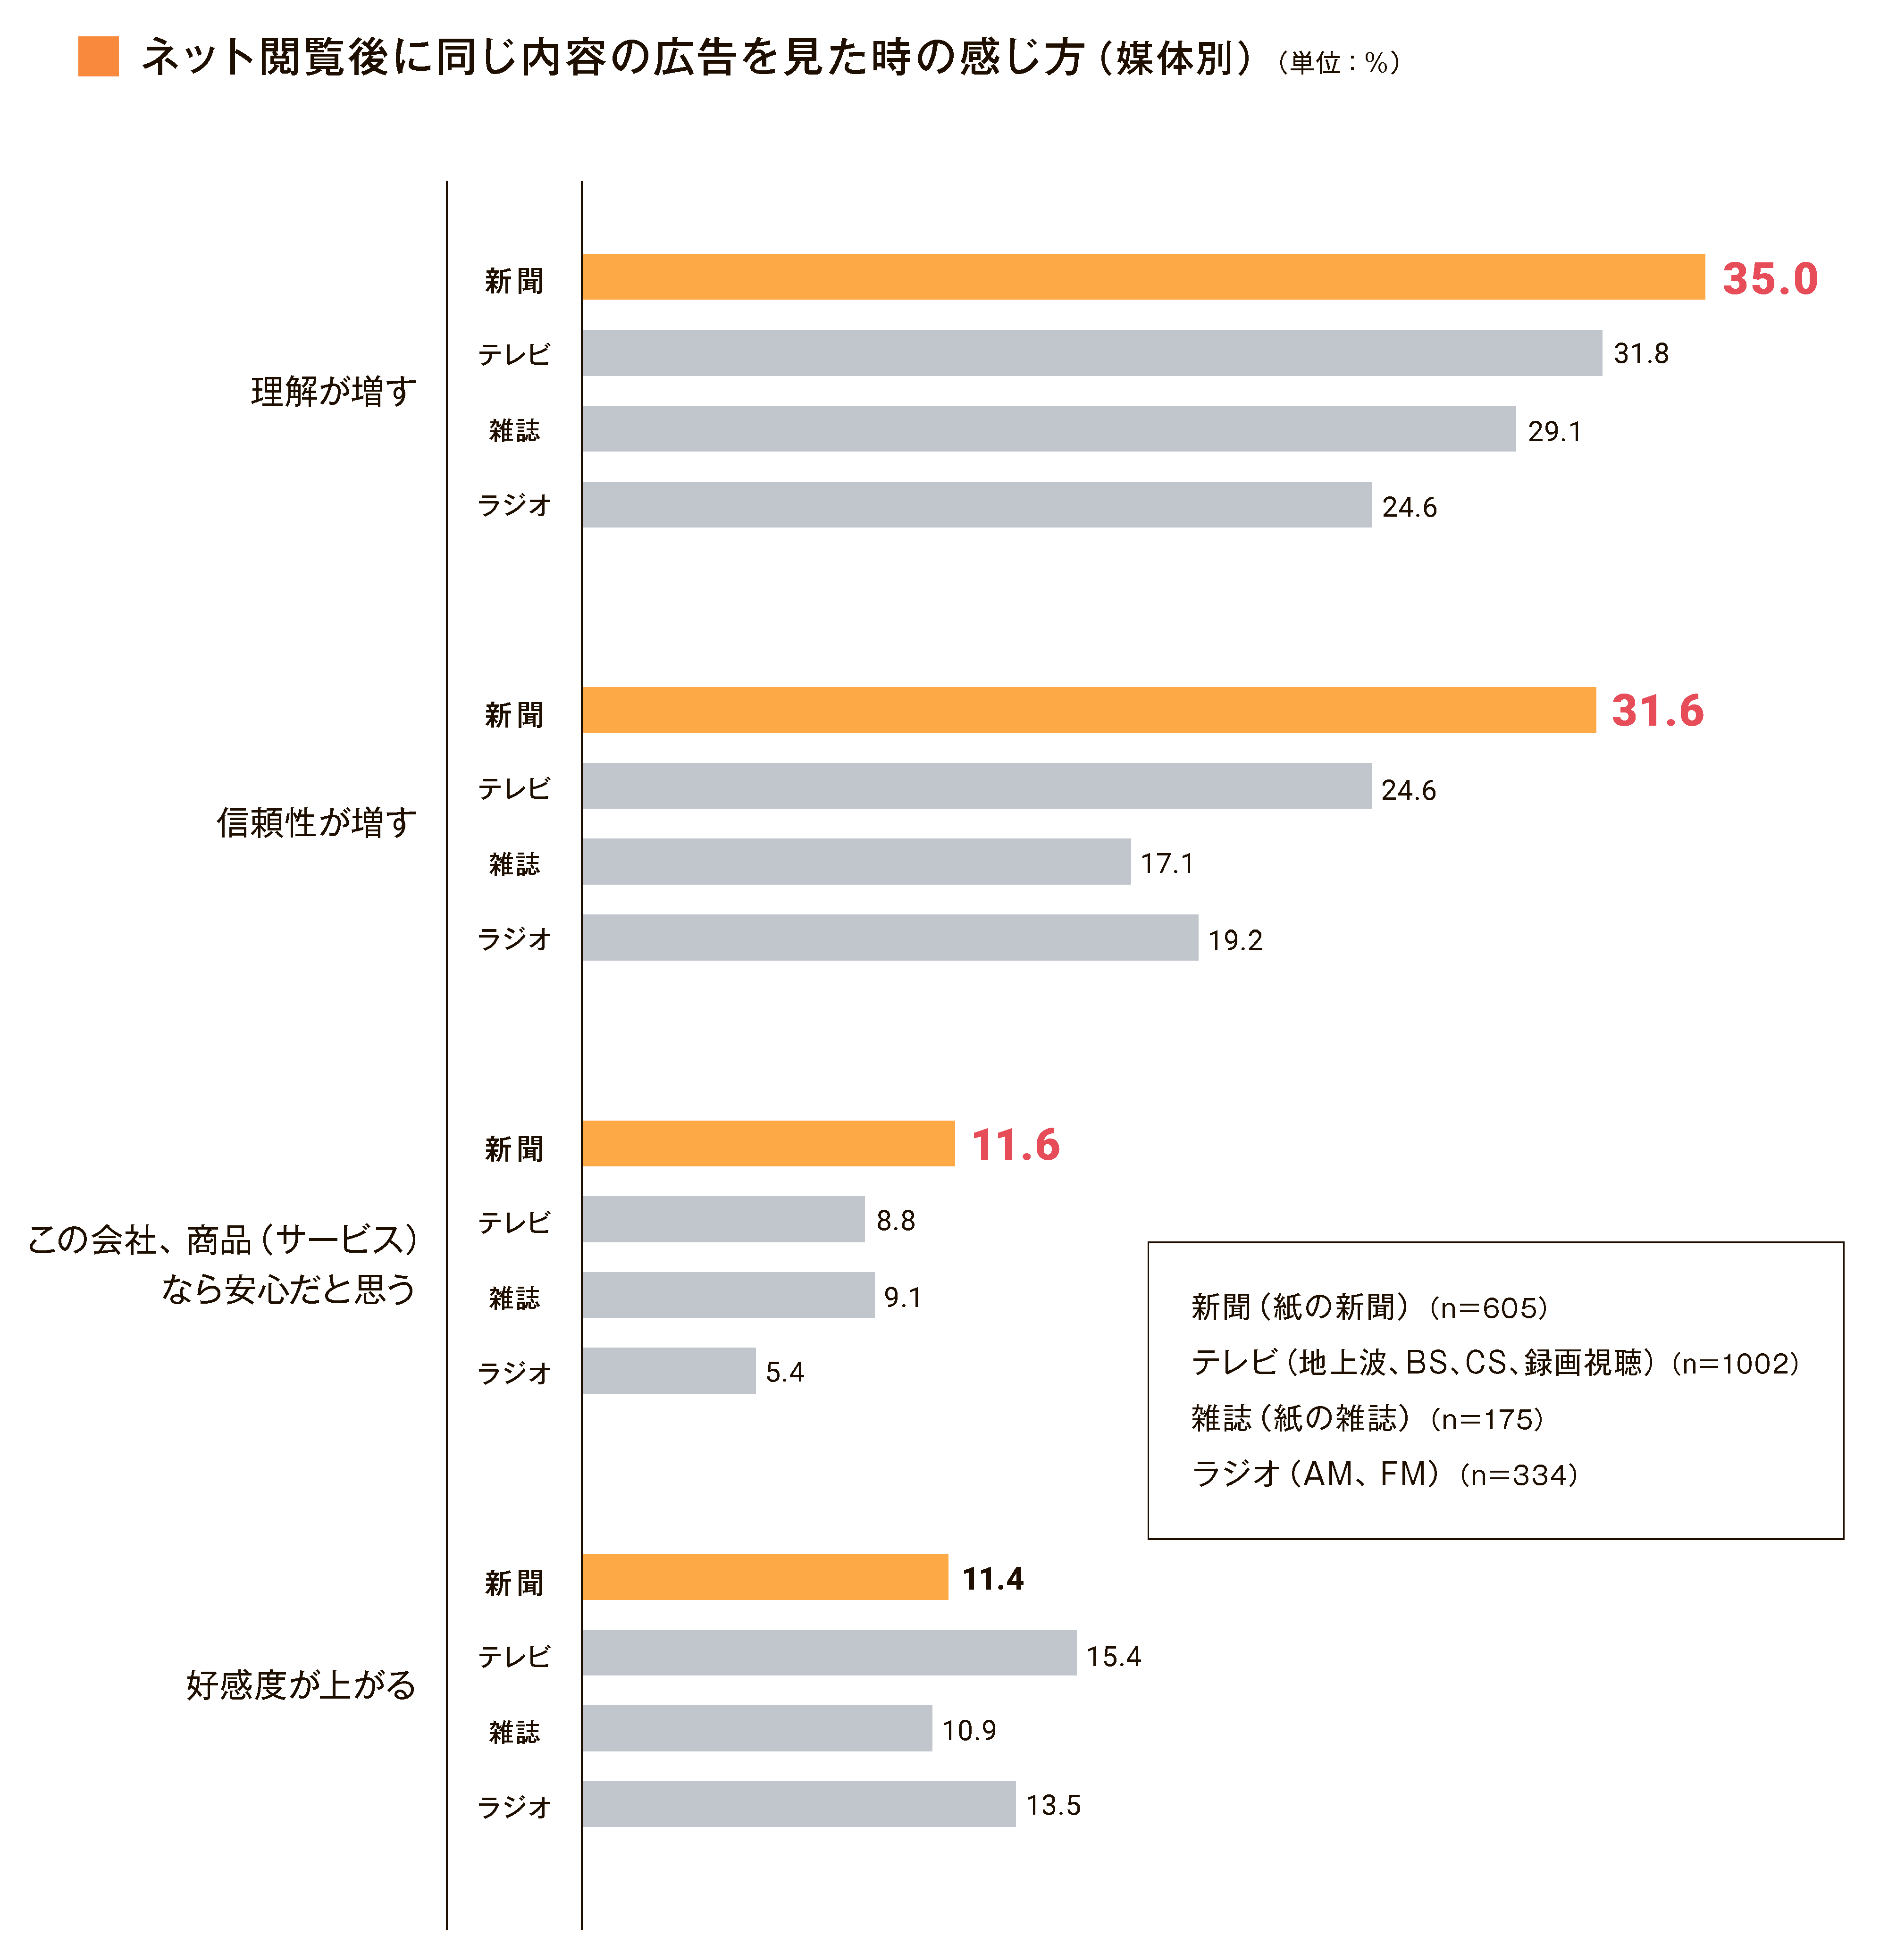 ネット閲覧後に同じ内容の広告を見た時の感じ方（媒体別）（単位：％）
理解が増す
新聞 35.0
テレビ 31.8
雑誌 29.1
ラジオ 24.6
信頼性が増す
新聞 31.6
テレビ 24.6
雑誌 17.1
ラジオ 19.2
この会社、商品（サービス）
なら安心だと思う
新聞 11.6
テレビ 8.8
雑誌 9.1
ラジオ 5.4
好感度が上がる
新聞 11.4
テレビ 15.4
雑誌 10.9
ラジオ 13.5
新聞（紙の新聞）（n＝605）
テレビ（地上波、BS、CS、録画視聴）（n＝1002）
雑誌（紙の雑誌）（n＝175）
ラジオ（AM、FM）（n＝334）